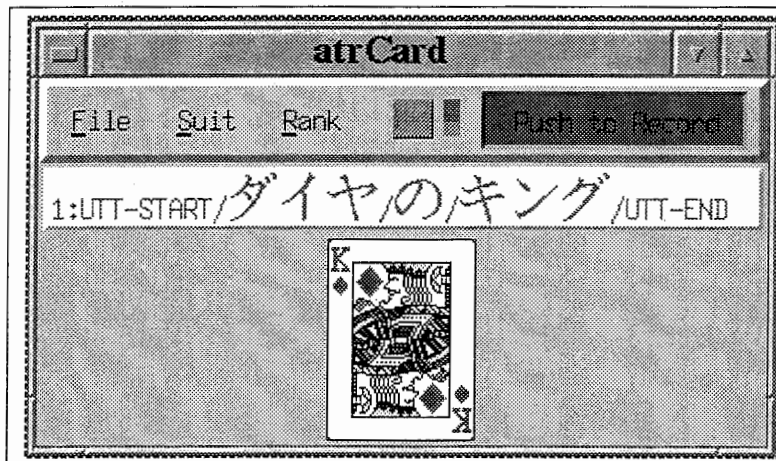 atrCard
File Suit Rank Push to Record
1:UTT-START/ダイヤ/の/キング/UTT-END
K
K